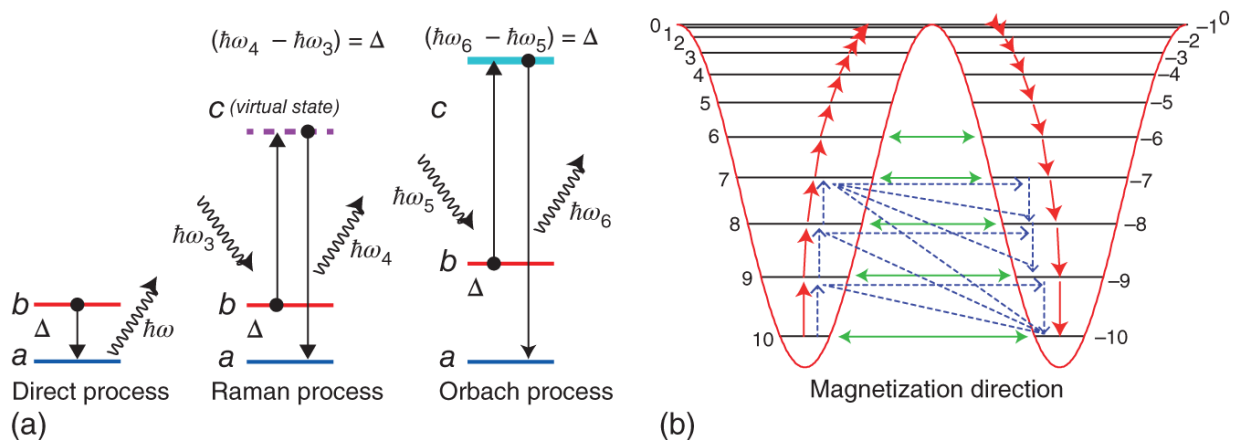 (ħω₄ − ħω₃) = Δ
(ħω₆ − ħω₅) = Δ
c (virtual state)
c
ħω₃
ħω₄
ħω₅
ħω₆
b
Δ
a
ħω
b
Δ
a
b
Δ
a
Direct process
Raman process
Orbach process
(a)
0
1
2
3
4
5
6
7
8
9
10
0
−1
−2
−3
−4
−5
−6
−7
−8
−9
−10
Magnetization direction
(b)